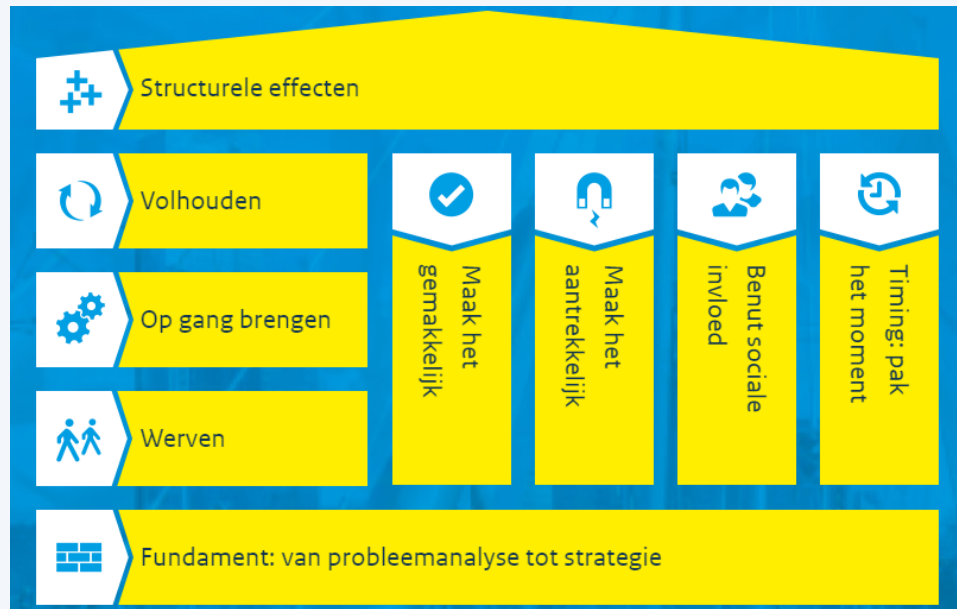 Structurele effecten
Volhouden
Op gang brengen
Werven
Maak het
gemakkelijk
Maak het
aantrekkelijk
Benut sociale
invloed
Timing: pak
het moment
Fundament: van probleemanalyse tot strategie